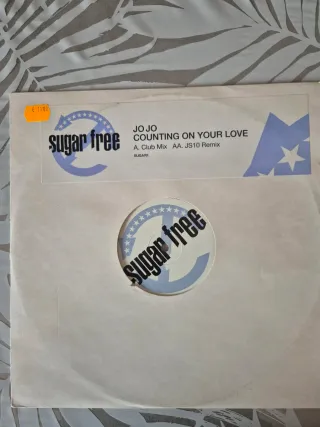 sugar free
JO JO
COUNTING ON YOUR LOVE
A. Club Mix   AA. JS10 Remix
sugar free